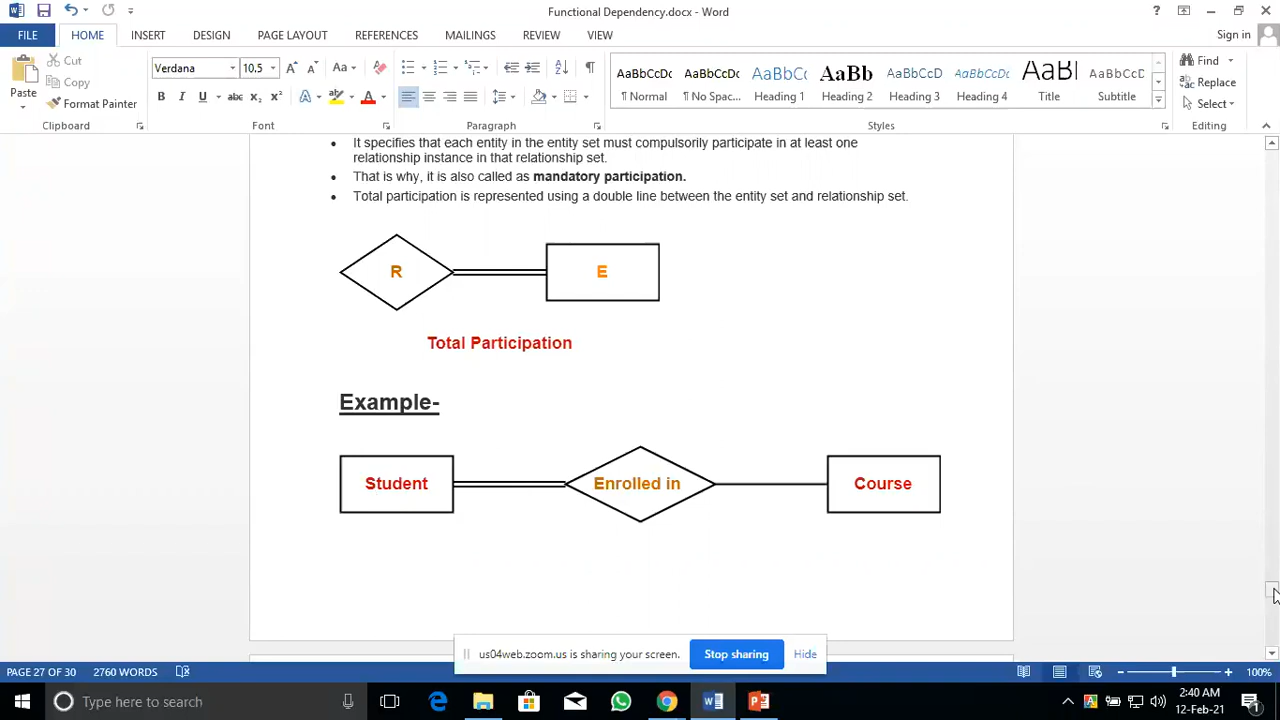 Functional Dependency.docx - Word
?
FILE
HOME
INSERT
DESIGN
PAGE LAYOUT
REFERENCES
MAILINGS
REVIEW
VIEW
Sign in
Paste
Cut
Copy
Format Painter
Clipboard
Verdana
10.5
Aa
B I U abc x₂ x²
A
Font
Paragraph
AaBbCcDc
¶ Normal
AaBbCcDc
¶ No Spac...
AaBbCc
Heading 1
AaBb
Heading 2
AaBbCcD
Heading 3
AaBbCcD
Heading 4
AaB
Title
AaBbCcD
Subtitle
Styles
Find
Replace
Select
Editing
• It specifies that each entity in the entity set must compulsorily participate in at least one
relationship instance in that relationship set.
• That is why, it is also called as mandatory participation.
• Total participation is represented using a double line between the entity set and relationship set.
R
E
Total Participation
Example-
Student
Enrolled in
Course
us04web.zoom.us is sharing your screen.
Stop sharing
Hide
PAGE 27 OF 30
2760 WORDS
100%
Type here to search
2:40 AM
12-Feb-21